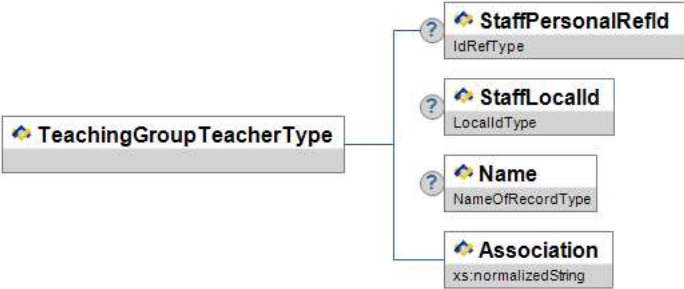 StaffPersonalRefId
IdRefType
StaffLocalId
LocalIdType
TeachingGroupTeacherType
Name
NameOfRecordType
Association
xs:normalizedString
?
?
?